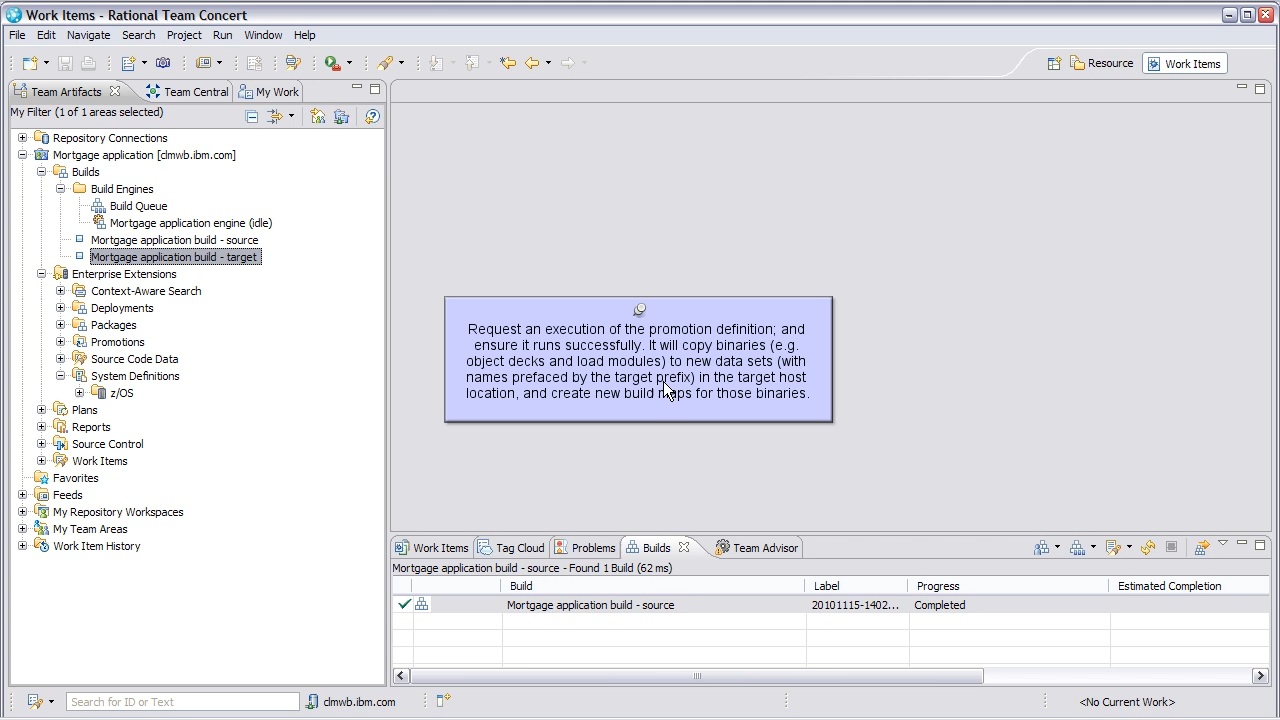 Work Items - Rational Team Concert
File Edit Navigate Search Project Run Window Help
Resource Work Items
Team Artifacts Team Central My Work
My Filter (1 of 1 areas selected)
Repository Connections
Mortgage application [clmwb.ibm.com]
Builds
Build Engines
Build Queue
Mortgage application engine (idle)
Mortgage application build - source
Mortgage application build - target
Enterprise Extensions
Context-Aware Search
Deployments
Packages
Promotions
Source Code Data
System Definitions
z/OS
Plans
Reports
Source Control
Work Items
Favorites
Feeds
My Repository Workspaces
My Team Areas
Work Item History
Request an execution of the promotion definition; and
ensure it runs successfully. It will copy binaries (e.g.
object decks and load modules) to new data sets (with
names prefaced by the target prefix) in the target host
location, and create new build maps for those binaries.
Work Items Tag Cloud Problems Builds Team Advisor
Mortgage application build - source - Found 1 Build (62 ms)
Build Label Progress Estimated Completion
Mortgage application build - source 20101115-1402... Completed
Search for ID or Text clmwb.ibm.com <No Current Work>